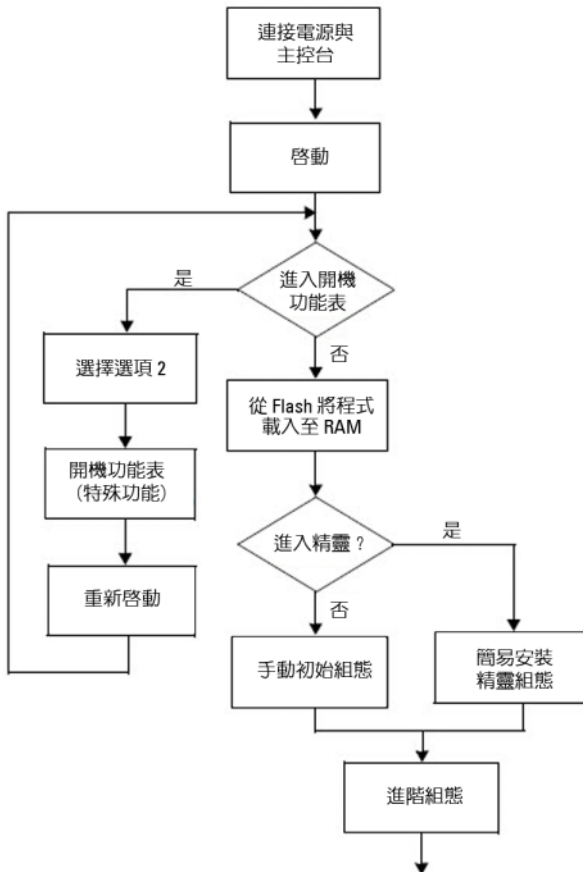 連接電源與
主控台
啓動
進入開機
功能表
是
否
選擇選項 2
從 Flash 將程式
載入至 RAM
開機功能表
（特殊功能）
進入精靈？
是
重新啓動
否
手動初始組態
簡易安裝
精靈組態
進階組態